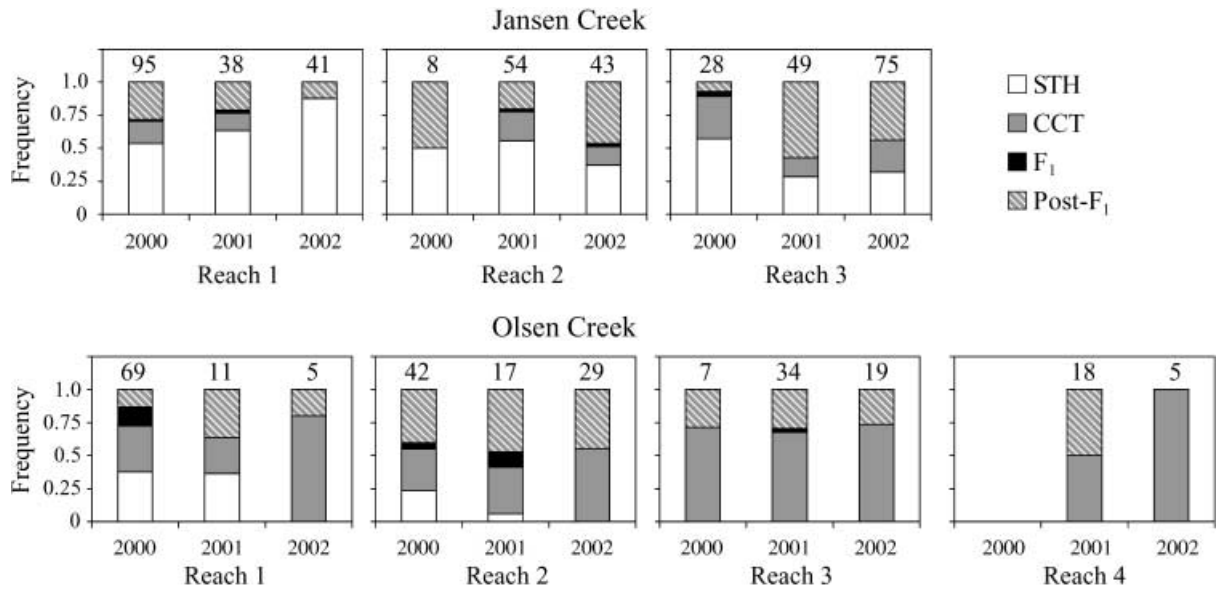 Jansen Creek
95 38 41
8 54 43
28 49 75
1.0
0.75
0.5
0.25
0
Frequency
2000 2001 2002
Reach 1
2000 2001 2002
Reach 2
2000 2001 2002
Reach 3
STH
CCT
F₁
Post-F₁
Olsen Creek
69 11 5
42 17 29
7 34 19
18 5
1.0
0.75
0.5
0.25
0
Frequency
2000 2001 2002
Reach 1
2000 2001 2002
Reach 2
2000 2001 2002
Reach 3
2000 2001 2002
Reach 4